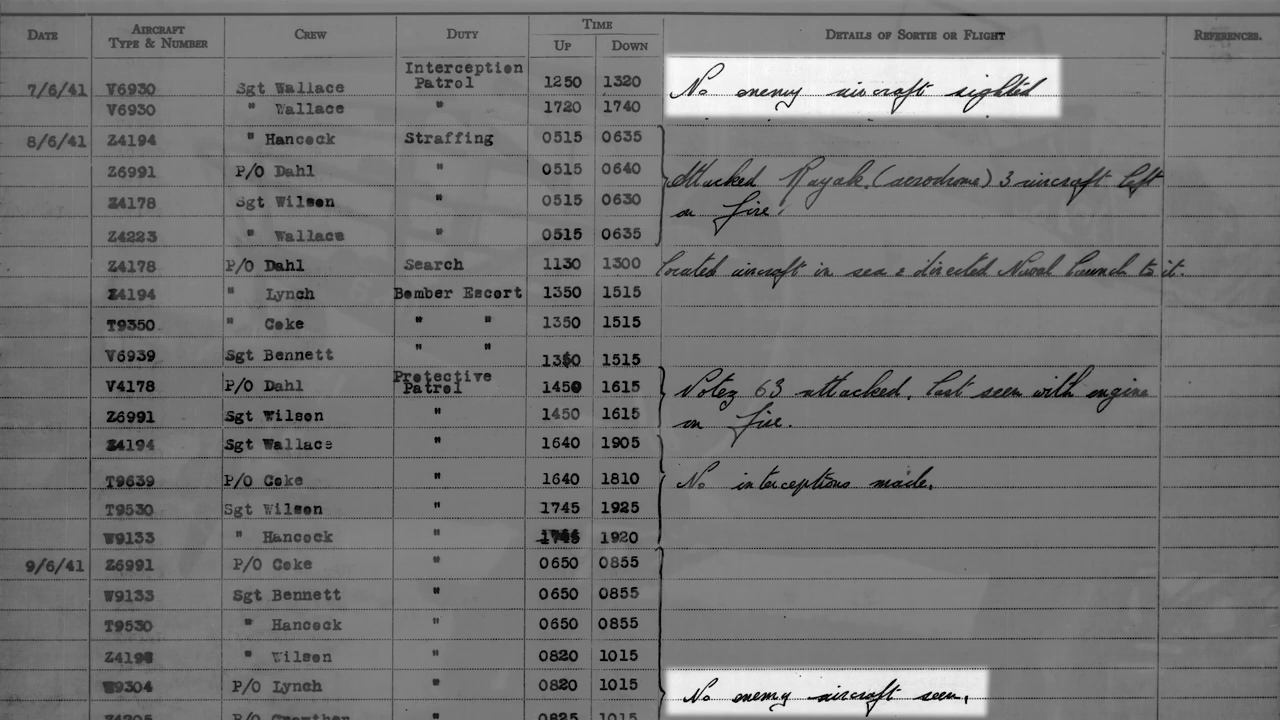 DATE AIRCRAFT TYPE & NUMBER CREW DUTY TIME UP DOWN DETAILS OF SORTIE OR FLIGHT REFERENCES.
7/6/41 V6930 Sgt Wallace Interception Patrol 1250 1320 No enemy aircraft sighted
V6930 " Wallace " 1720 1740
8/6/41 Z4194 " Hancock Straffing 0515 0635
Z6991 P/O Dahl " 0515 0640 Attacked Rayak (aerodrome) 3 aircraft left
Z4178 Sgt Wilson " 0515 0630 on fire.
Z4223 " Wallace " 0515 0635
Z4178 P/O Dahl Search 1130 1300 located aircraft in sea & directed Naval launch to it.
Z4194 " Lynch Bomber Escort 1350 1515
T9350 " Coke " " 1350 1515
V6939 Sgt Bennett " " 1350 1515
V4178 P/O Dahl Protective Patrol 1450 1615 Potez 63 attacked, last seen with engine
Z6991 Sgt Wilson " 1450 1615 on fire.
Z4194 Sgt Wallace " 1640 1905
T9639 P/O Coke " 1640 1810 No interceptions made.
T9530 Sgt Wilson " 1745 1925
W9133 " Hancock " 1745 1920
9/6/41 Z6991 P/O Coke " 0650 0855
W9133 Sgt Bennett " 0650 0855
T9530 " Hancock " 0650 0855
" Wilson " 0820 1015
W9304 P/O Lynch " 0820 1015 No enemy aircraft seen.
P/O " 0825 1015